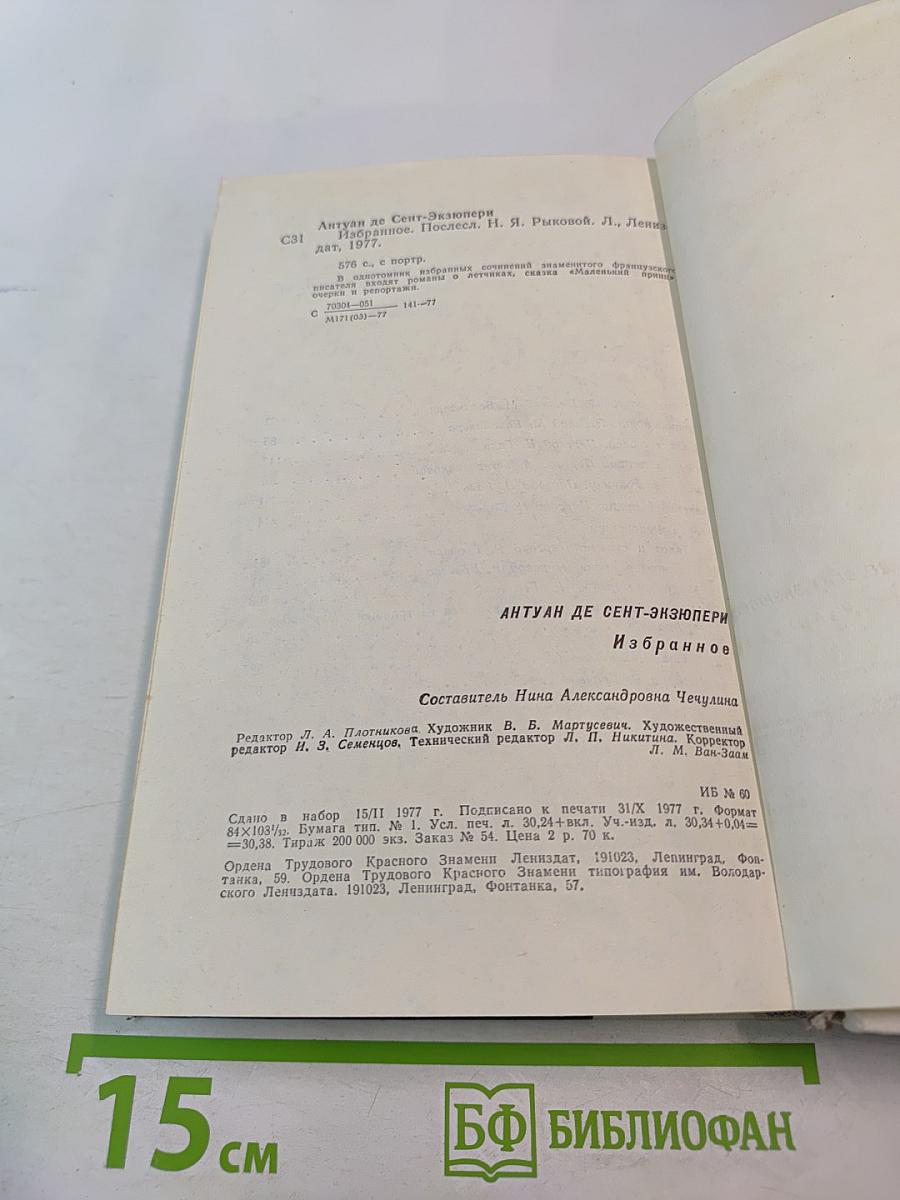 Антуан де Сент-Экзюпери
С31 Избранное. Послесл. Н. Я. Рыковой. Л., Лениз-
дат, 1977.
576 с., с портр.
В однотомник избранных сочинений знаменитого французского
писателя входят романы о летчиках, сказка «Маленький принц»
очерки и репортажи.
С 70304—051 141—77
М171(03)—77
АНТУАН ДЕ СЕНТ-ЭКЗЮПЕРИ
Избранное
Составитель Нина Александровна Чечулина
Редактор Л. А. Плотникова. Художник В. Б. Мартусевич. Художественный
редактор И. З. Семенцов. Технический редактор Л. П. Никитина. Корректор
Л. М. Ван-Заам
ИБ № 60
Сдано в набор 15/II 1977 г. Подписано к печати 31/X 1977 г. Формат
84×103¹/₃₂. Бумага тип. № 1. Усл. печ. л. 30,24+вкл. Уч.-изд. л. 30,34+0,04=
=30,38. Тираж 200 000 экз. Заказ № 54. Цена 2 р. 70 к.
Ордена Трудового Красного Знамени Лениздат, 191023, Ленинград, Фон-
танка, 59. Ордена Трудового Красного Знамени типография им. Володар-
ского Лениздата. 191023, Ленинград, Фонтанка, 57.
15 см
БФ БИБЛИОФАН